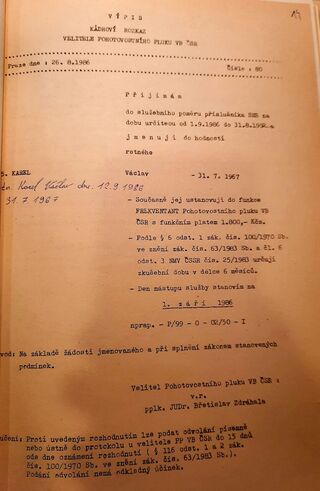 14
V Ý P I S
KÁDROVÝ ROZKAZ
VELITELE POHOTOVOSTNÍHO PLUKU VB ČSR
Praze dne : 26.8.1986 Číslo : 80
P ř i j í m á m
do služebního poměru příslušníka SNB na
dobu určitou od 1.9.1986 do 31.8.
j m e n u j i do hodnosti
rotného
5. KAREL Václav - 31.7. 1967
Karel Václav dne 12.9.1986
31.7 1967
- Současně jej ustanovuji do funkce
FREKVENTANT Pohotovostního pluku VB
ČSR s funkčním platem 1.800,- Kčs.
- Podle § 6 odst. 1 zák. čís. 100/1970 Sb.
ve znění zák. čís. 63/1983 Sb. a čl. 6
odst. 3 NMV ČSSR čís. 25/1983 určuji
zkušební dobu v délce 6 měsíců.
- Den nástupu služby stanovím na
1. z á ř í 1986
nprap. - P/99 - 0 - 02/50 - I
vod: Na základě žádosti jmenovaného a při splnění zákonem stanovených
podmínek.
Velitel Pohotovostního pluku VB ČSR :
v.r.
pplk. JUDr. Břetislav Zdráhala
učení: Proti uvedeným rozhodnutím lze podat odvolání písemně
nebo ústně do protokolu u velitele PP VB ČSR do 15 dnů
ode dne oznámení rozhodnutí ( § 116 odst. 1 a 2 zák.
čís. 100/1970 Sb. ve znění zák. čís. 63/1983 Sb.).
Podání odvolání nemá odkladný účinek.